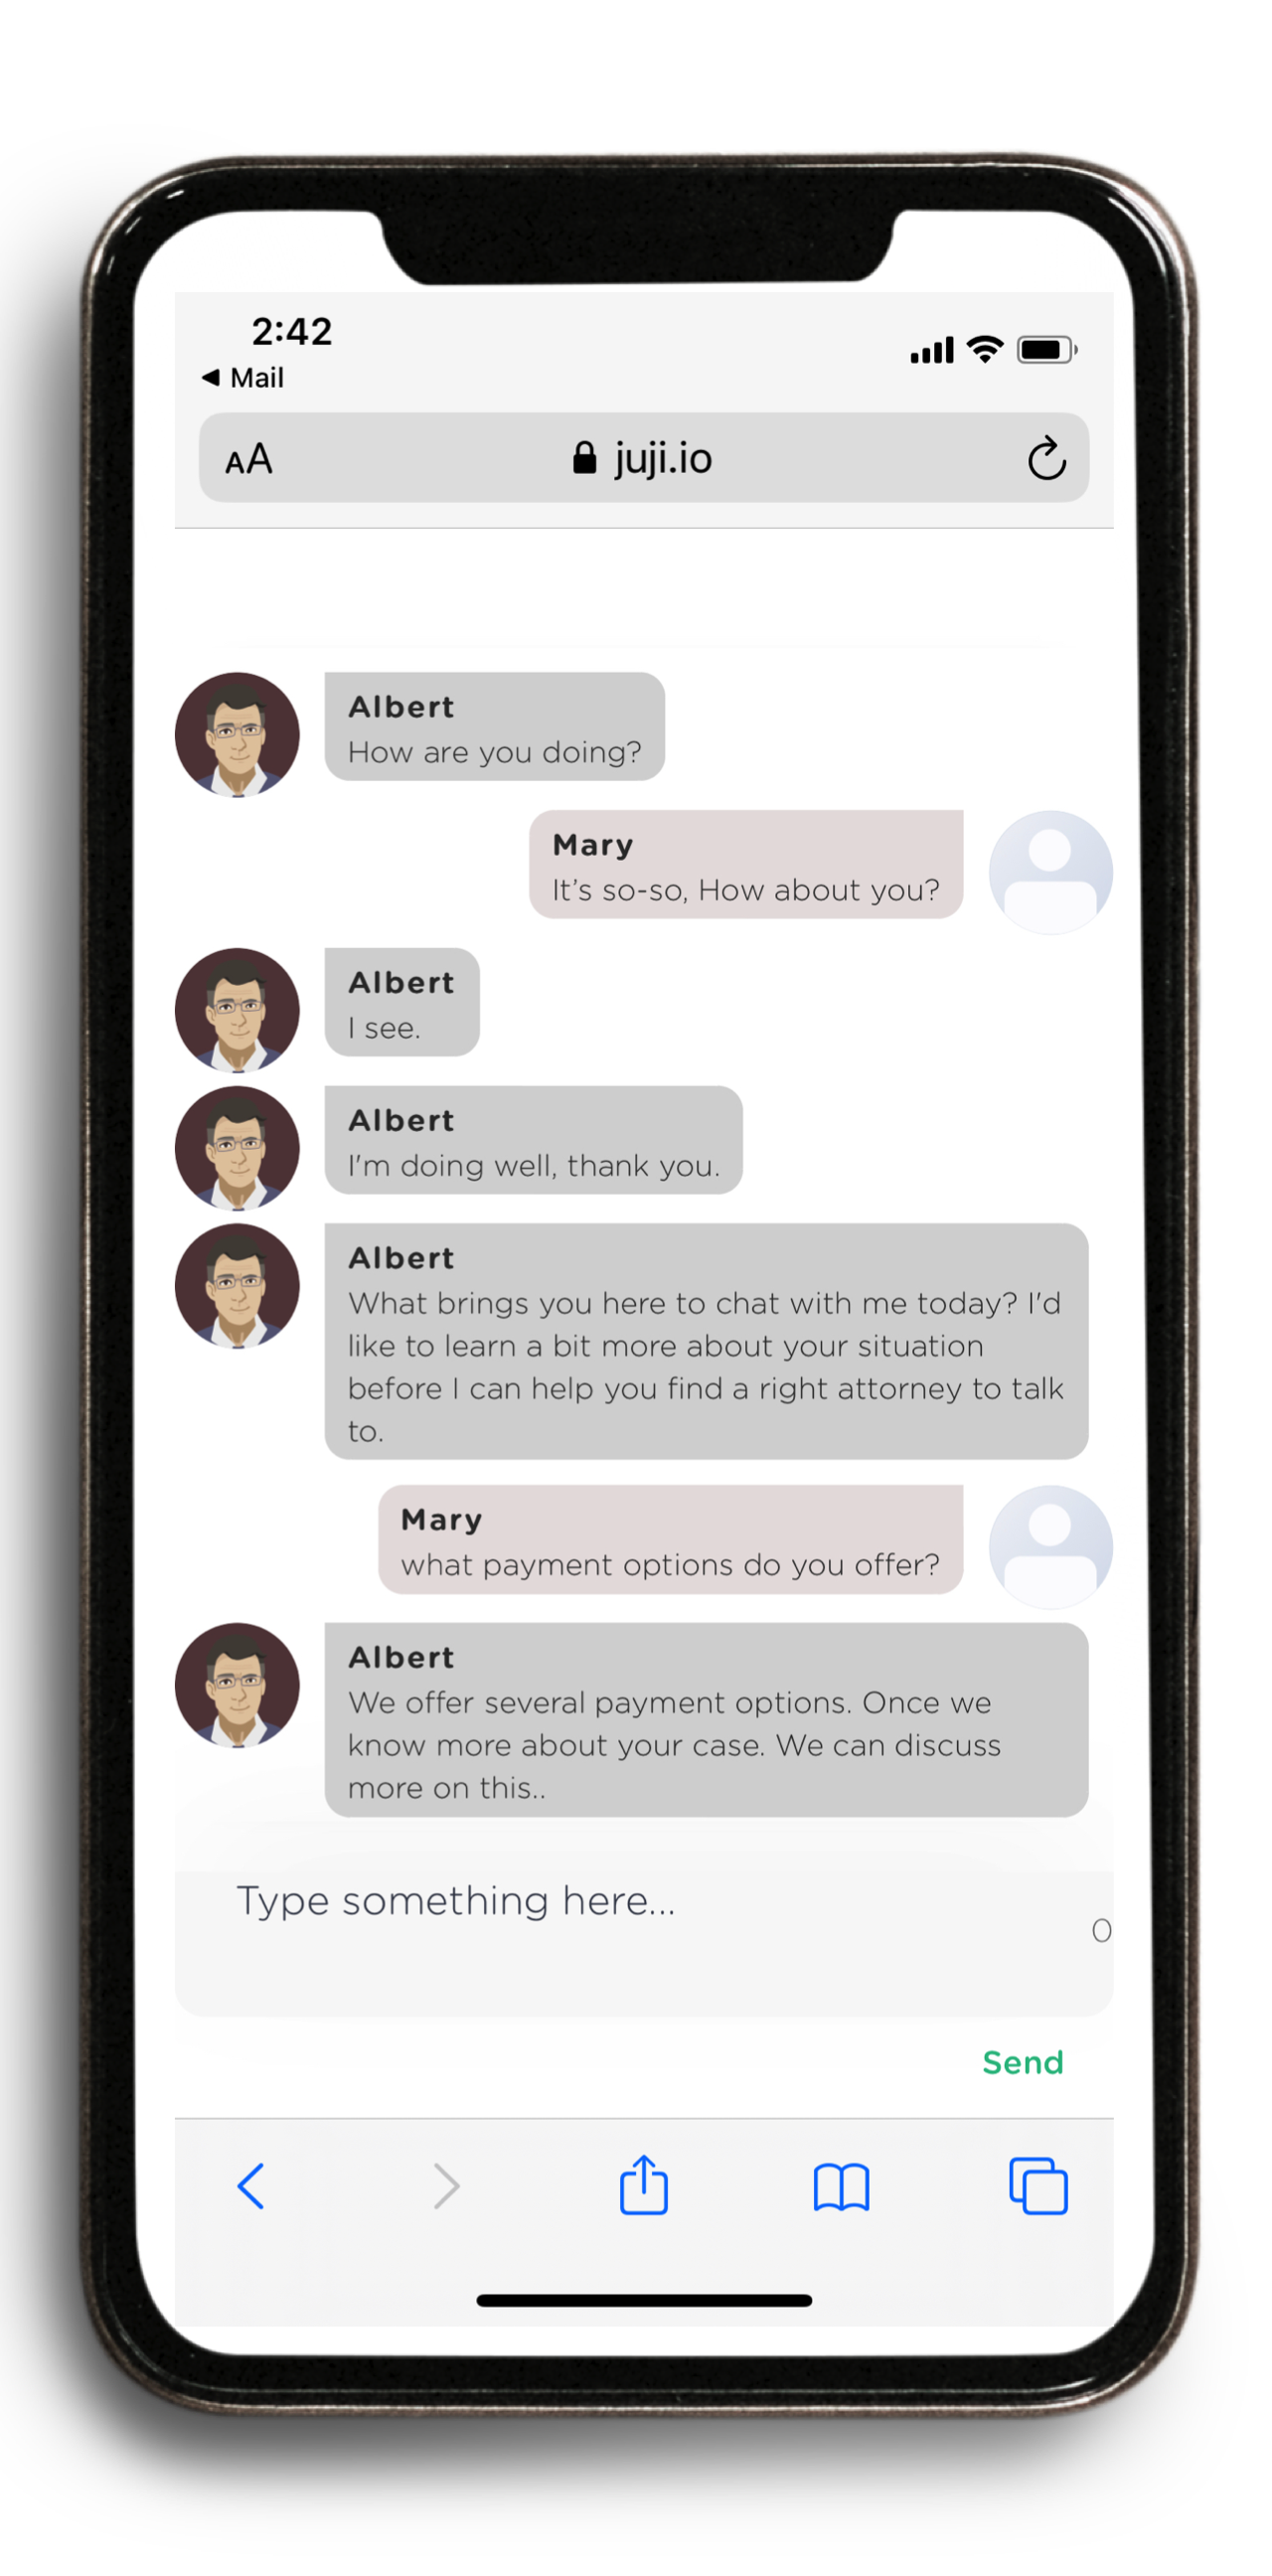 2:42
Mail
AA
juji.io
Albert
How are you doing?
Mary
It’s so-so, How about you?
Albert
I see.
Albert
I'm doing well, thank you.
Albert
What brings you here to chat with me today? I'd
like to learn a bit more about your situation
before I can help you find a right attorney to talk
to.
Mary
what payment options do you offer?
Albert
We offer several payment options. Once we
know more about your case. We can discuss
more on this..
Type something here...
0
Send